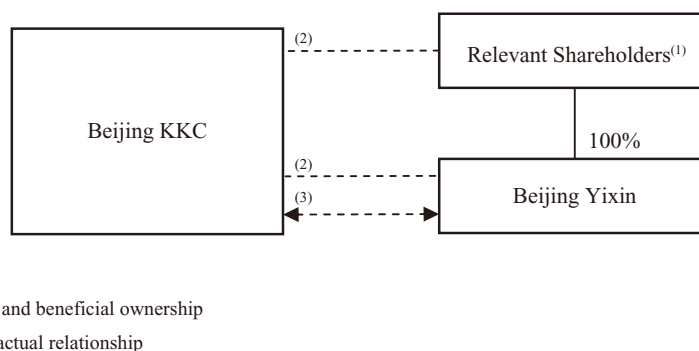 (2)
Relevant Shareholders(1)
Beijing KKC
100%
(2)
Beijing Yixin
(3)
and beneficial ownership
actual relationship